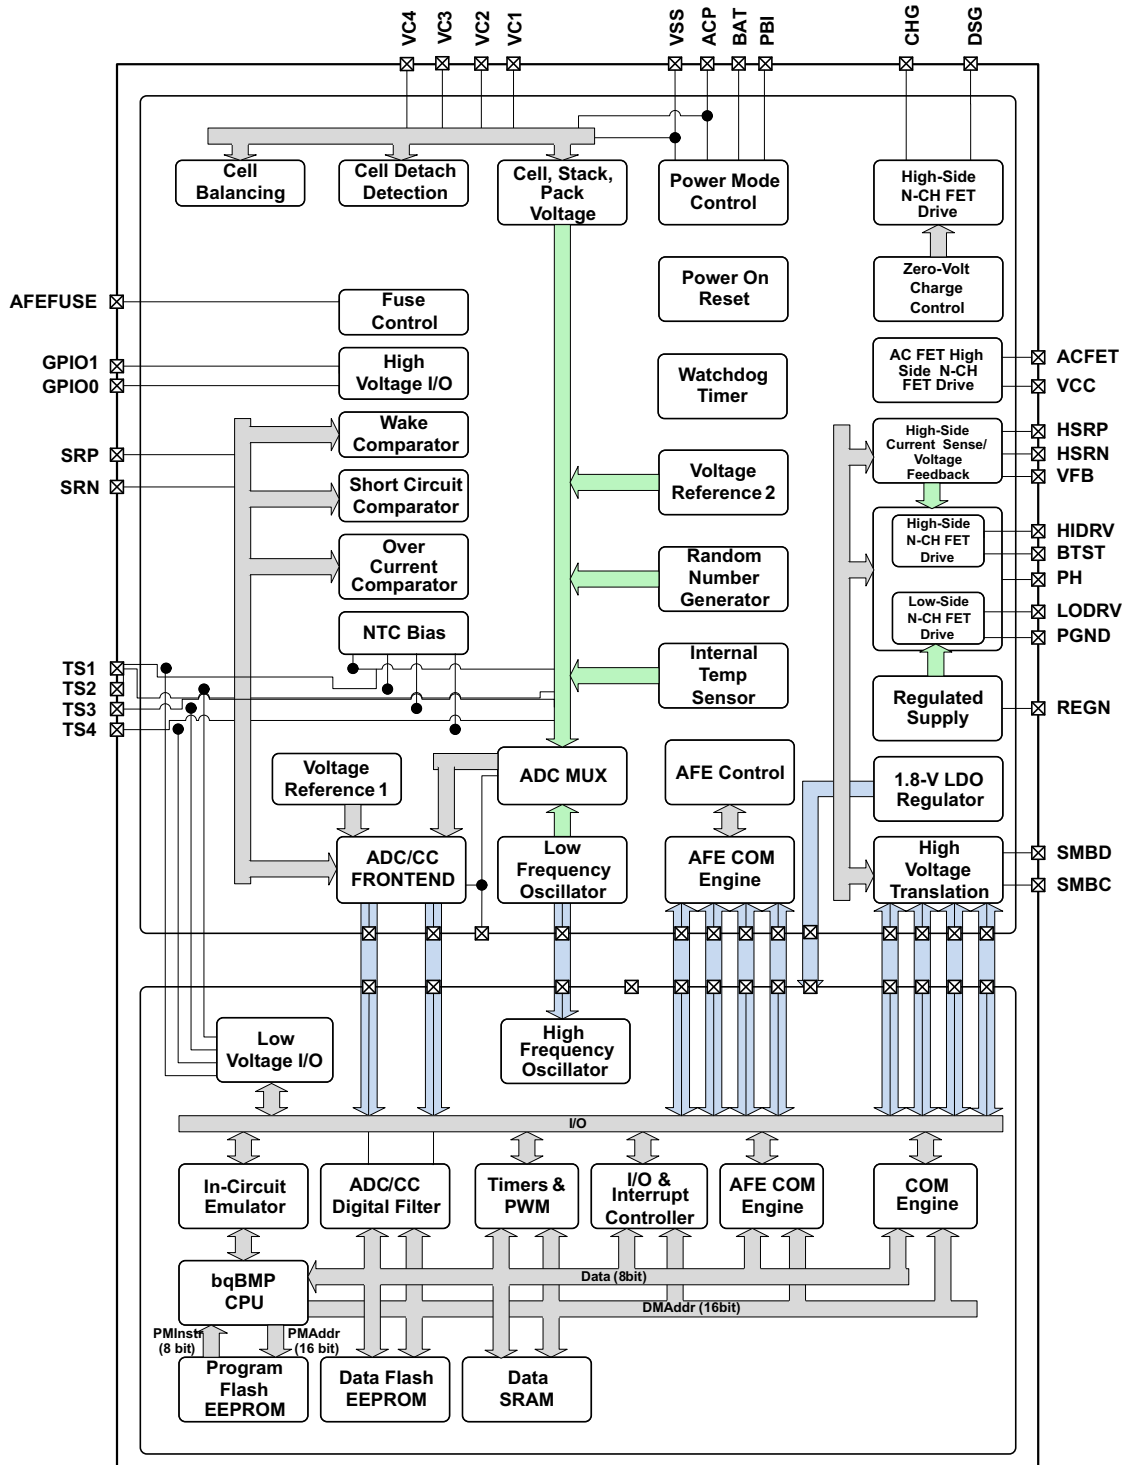 VC4
VC3
VC2
VC1
VSS
ACP
BAT
PBI
CHG
DSG
Cell
Balancing
Cell Detach
Detection
Cell, Stack,
Pack
Voltage
Power Mode
Control
High-Side
N-CH FET
Drive
Power On
Reset
Zero-Volt
Charge
Control
AFEFUSE
Fuse
Control
GPIO1
GPIO0
High
Voltage I/O
Watchdog
Timer
AC FET High
Side N-CH
FET Drive
ACFET
VCC
SRP
SRN
Wake
Comparator
Short Circuit
Comparator
Over
Current
Comparator
NTC Bias
Voltage
Reference 2
Random
Number
Generator
Internal
Temp
Sensor
High-Side
Current Sense/
Voltage
Feedback
HSRP
HSRN
VFB
High-Side
N-CH FET
Drive
HIDRV
BTST
PH
Low-Side
N-CH FET
Drive
LODRV
PGND
TS1
TS2
TS3
TS4
Regulated
Supply
REGN
Voltage
Reference 1
ADC MUX
AFE Control
1.8-V LDO
Regulator
ADC/CC
FRONTEND
Low
Frequency
Oscillator
AFE COM
Engine
High
Voltage
Translation
SMBD
SMBC
Low
Voltage I/O
High
Frequency
Oscillator
I/O
In-Circuit
Emulator
ADC/CC
Digital Filter
Timers &
PWM
I/O &
Interrupt
Controller
AFE COM
Engine
COM
Engine
bqBMP
CPU
Data (8bit)
DMAddr (16bit)
PMInstr
(8 bit)
PMAddr
(16 bit)
Program
Flash
EEPROM
Data Flash
EEPROM
Data
SRAM